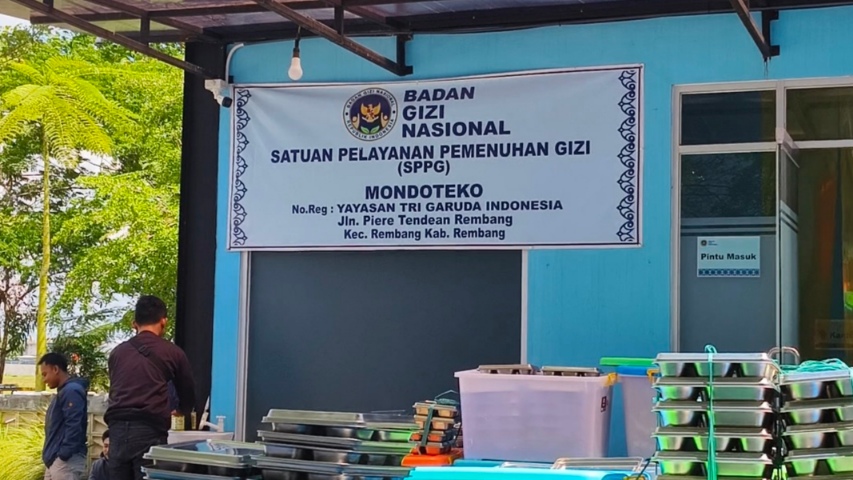 BADAN
GIZI
NASIONAL
SATUAN PELAYANAN PEMENUHAN GIZI
(SPPG)
MONDOTEKO
No.Reg : YAYASAN TRI GARUDA INDONESIA
Jln. Piere Tendean Rembang
Kec. Rembang Kab. Rembang
Pintu Masuk